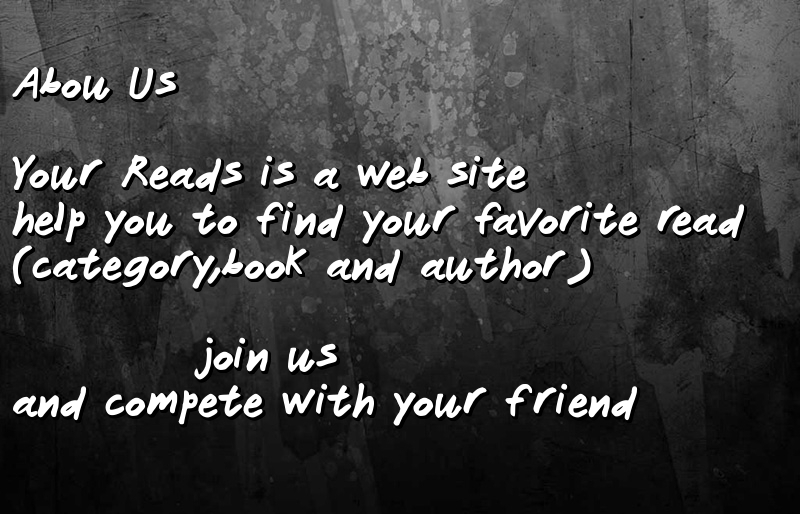 Abou Us
Your Reads is a web site
help you to find your favorite read
(category,book and author)
join us
and compete with your friend